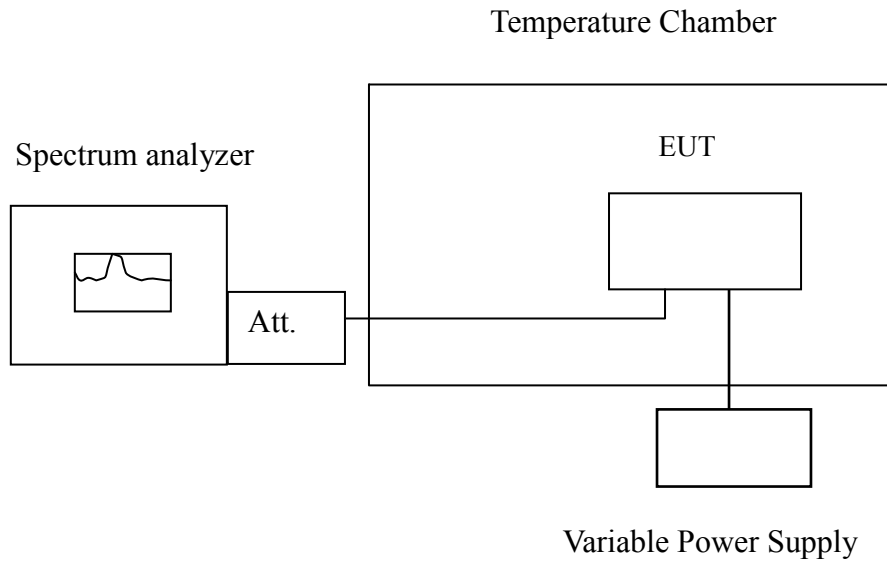 Temperature Chamber
Spectrum analyzer
EUT
Att.
Variable Power Supply